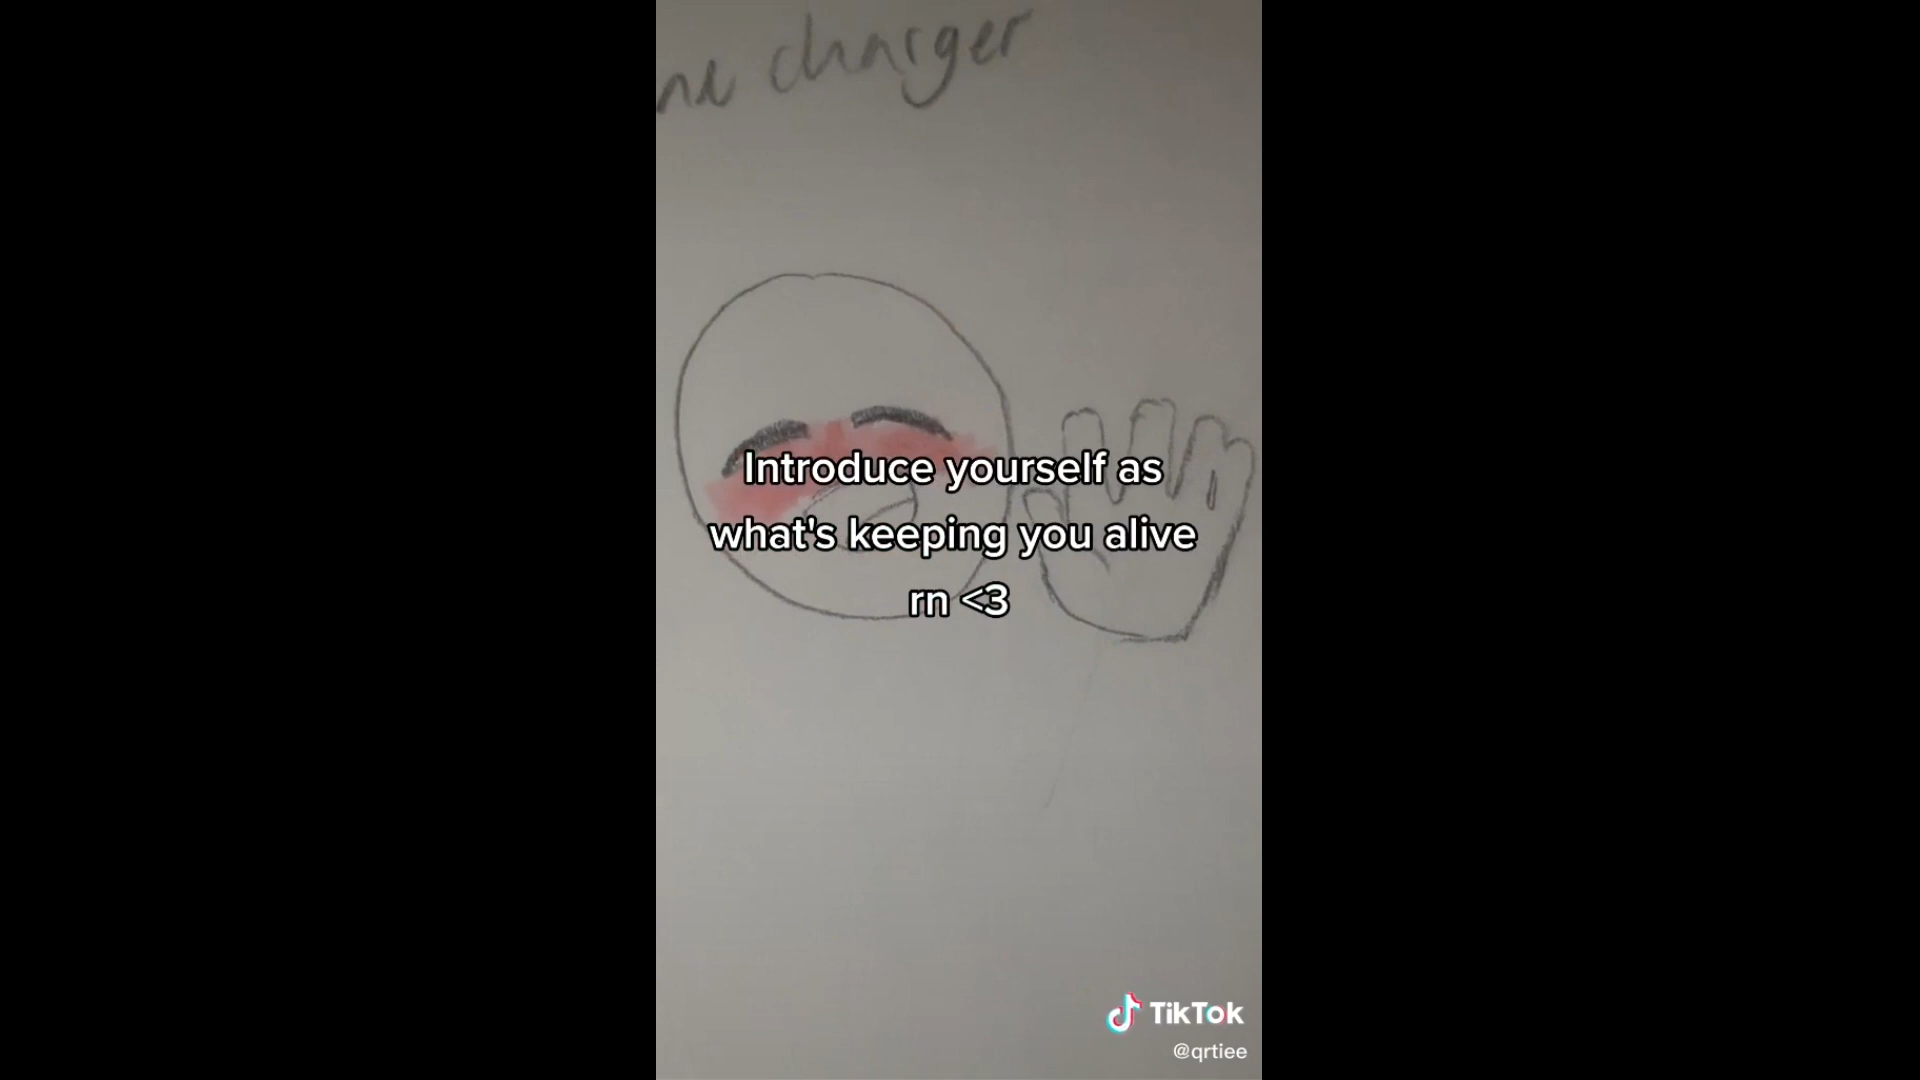 charger
Introduce yourself as
what's keeping you alive
rn <3
TikTok
@qrtiee